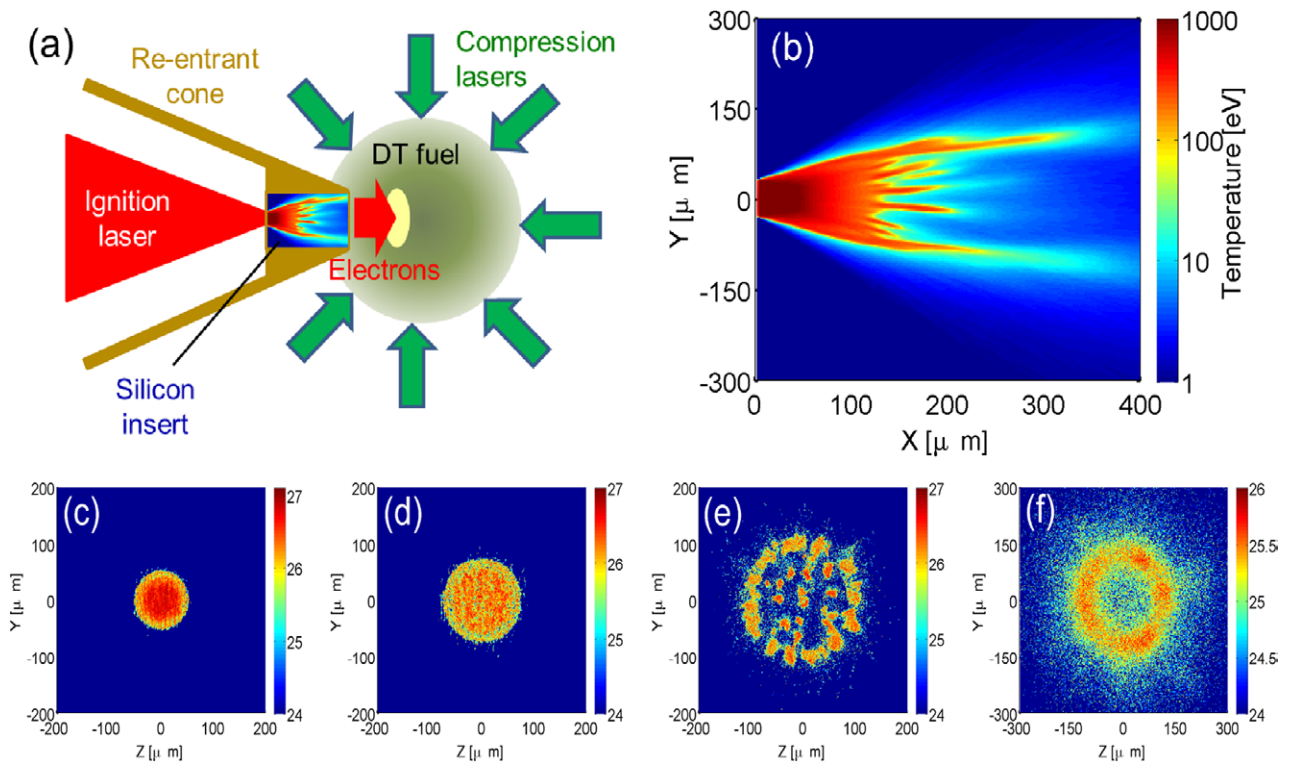 (a)
Re-entrant
cone
Compression
lasers
DT fuel
Ignition
laser
Electrons
Silicon
insert
(b)
300
150
0
-150
-300
Y [μ m]
0
100
200
300
400
X [μ m]
1000
100
10
1
Temperature [eV]
(c)
200
100
0
-100
-200
Y [μ m]
-200
-100
0
100
200
Z [μ m]
27
26
25
24
(d)
200
100
0
-100
-200
Y [μ m]
-200
-100
0
100
200
Z [μ m]
27
26
25
24
(e)
200
100
0
-100
-200
Y [μ m]
-200
-100
0
100
200
Z [μ m]
27
26
25
24
(f)
300
150
0
-150
-300
Y [μ m]
-300
-150
0
150
300
Z [μ m]
26
25.5
25
24.5
24